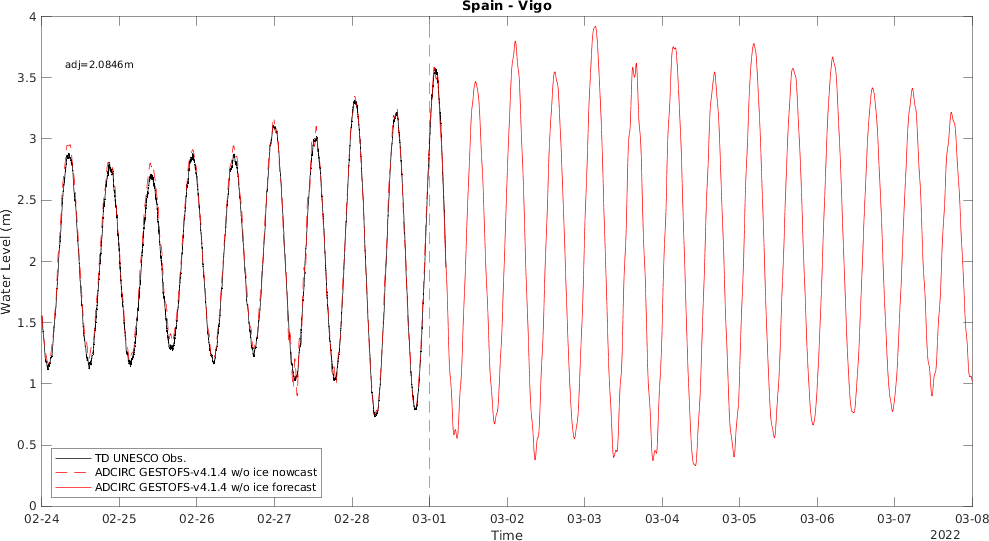 Spain - Vigo
adj=2.0846m
Water Level (m)
4
3.5
3
2.5
2
1.5
1
0.5
0
TD UNESCO Obs.
ADCIRC GESTOFS-v4.1.4 w/o ice nowcast
ADCIRC GESTOFS-v4.1.4 w/o ice forecast
02-24 02-25 02-26 02-27 02-28 03-01 03-02 03-03 03-04 03-05 03-06 03-07 03-08
Time
2022